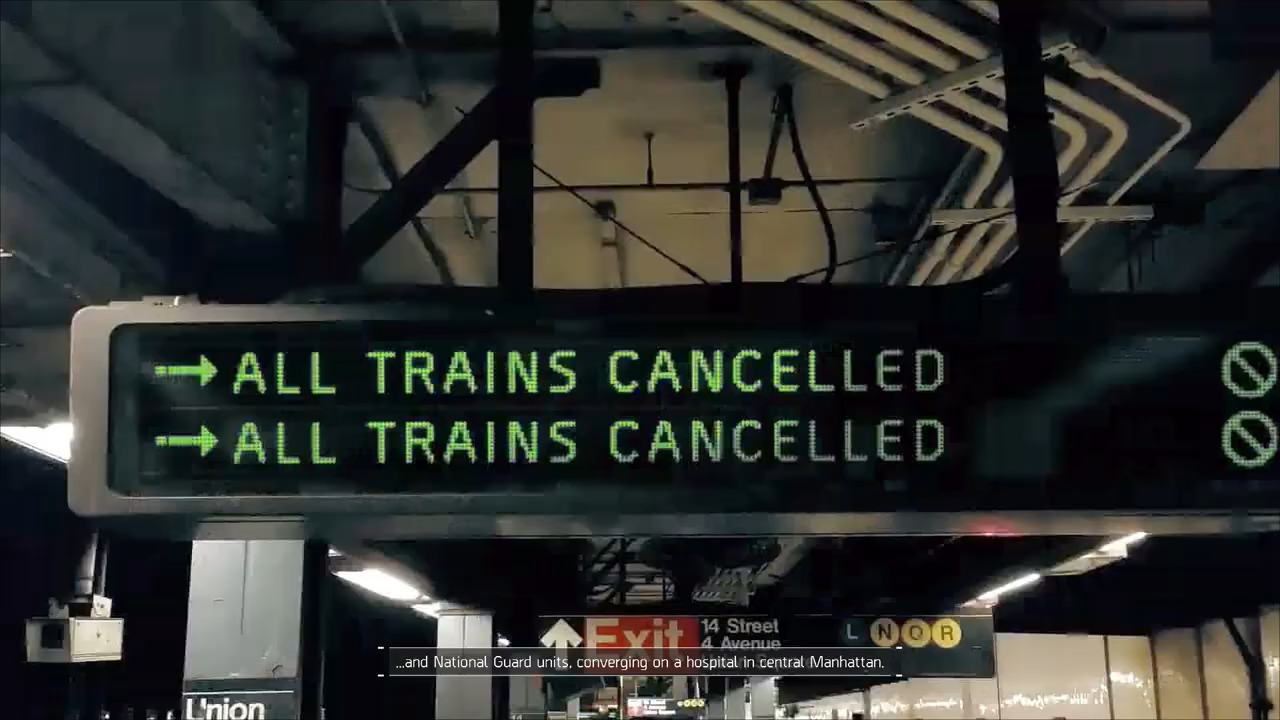 →ALL TRAINS CANCELLED
→ALL TRAINS CANCELLED
Exit
14 Street
4 Avenue
L N Q R
...and National Guard units, converging on a hospital in central Manhattan.
Union